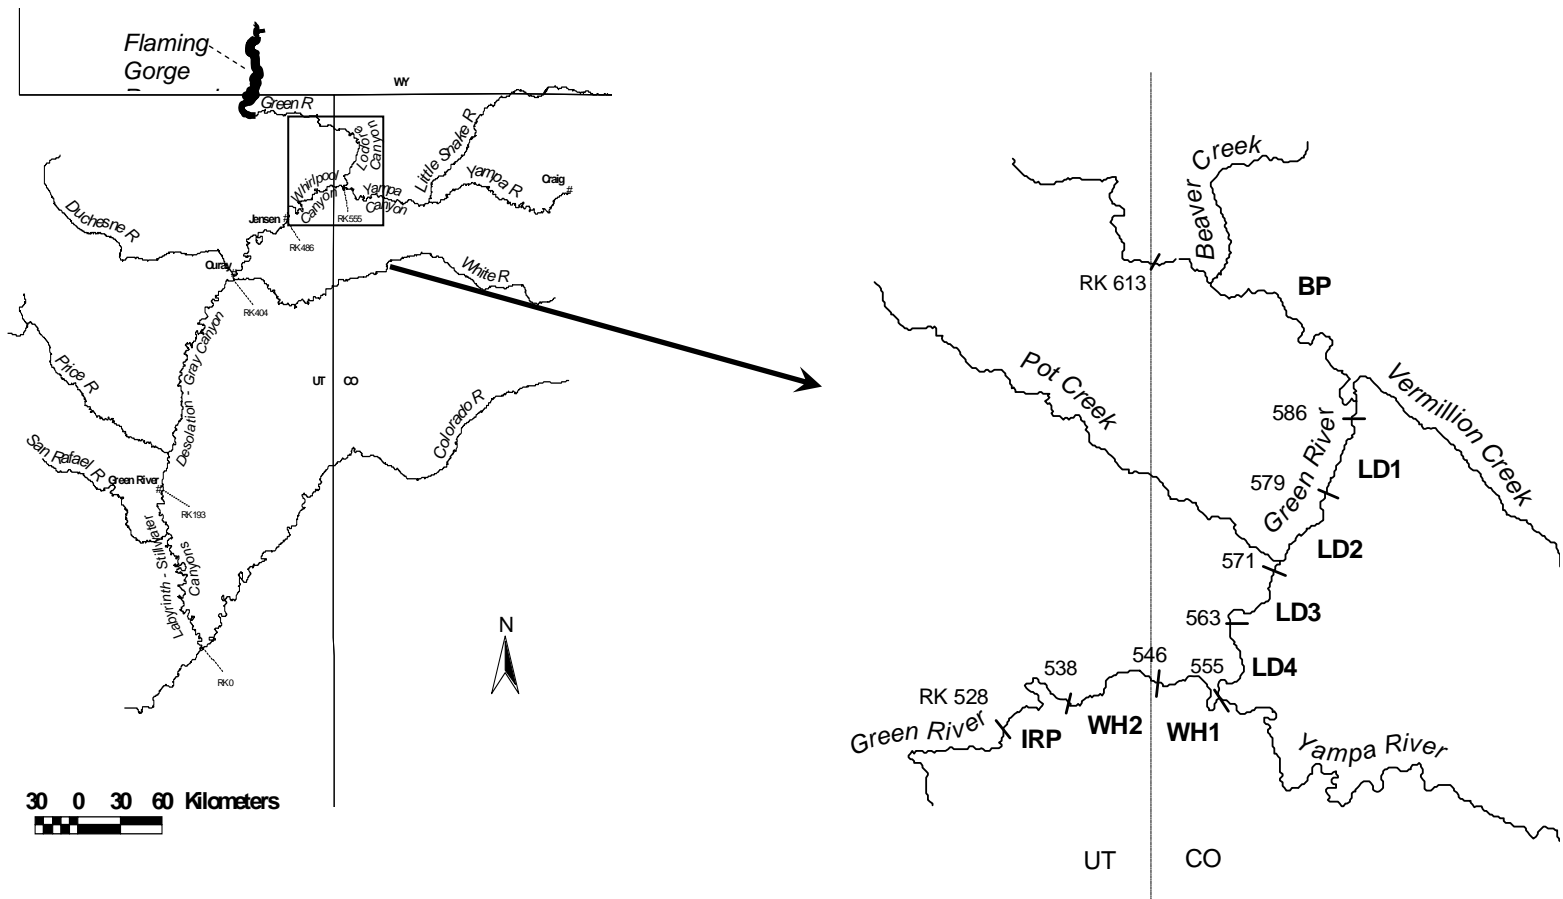 Flaming
Gorge
WY
Green R
Lodore
Canyon
Little Snake R
Whirlpool
Canyon
Yampa
Canyon
Yampa R
Craig
#
RK555
Jensen #
RK486
Duchesne R
Ouray
RK404
White R
Desolation - Gray Canyon
Price R
UT CO
Colorado R
San Rafael R
Green River
#
RK193
Labyrinth - Stillwater
Canyons
RK0
N
30 0 30 60 Kilometers
Beaver Creek
RK 613
BP
Pot Creek
Vermillion Creek
586
Green River
LD1
579
LD2
571
LD3
563
LD4
555
546
538
RK 528
Green River
IRP
WH2
WH1
Yampa River
UT CO